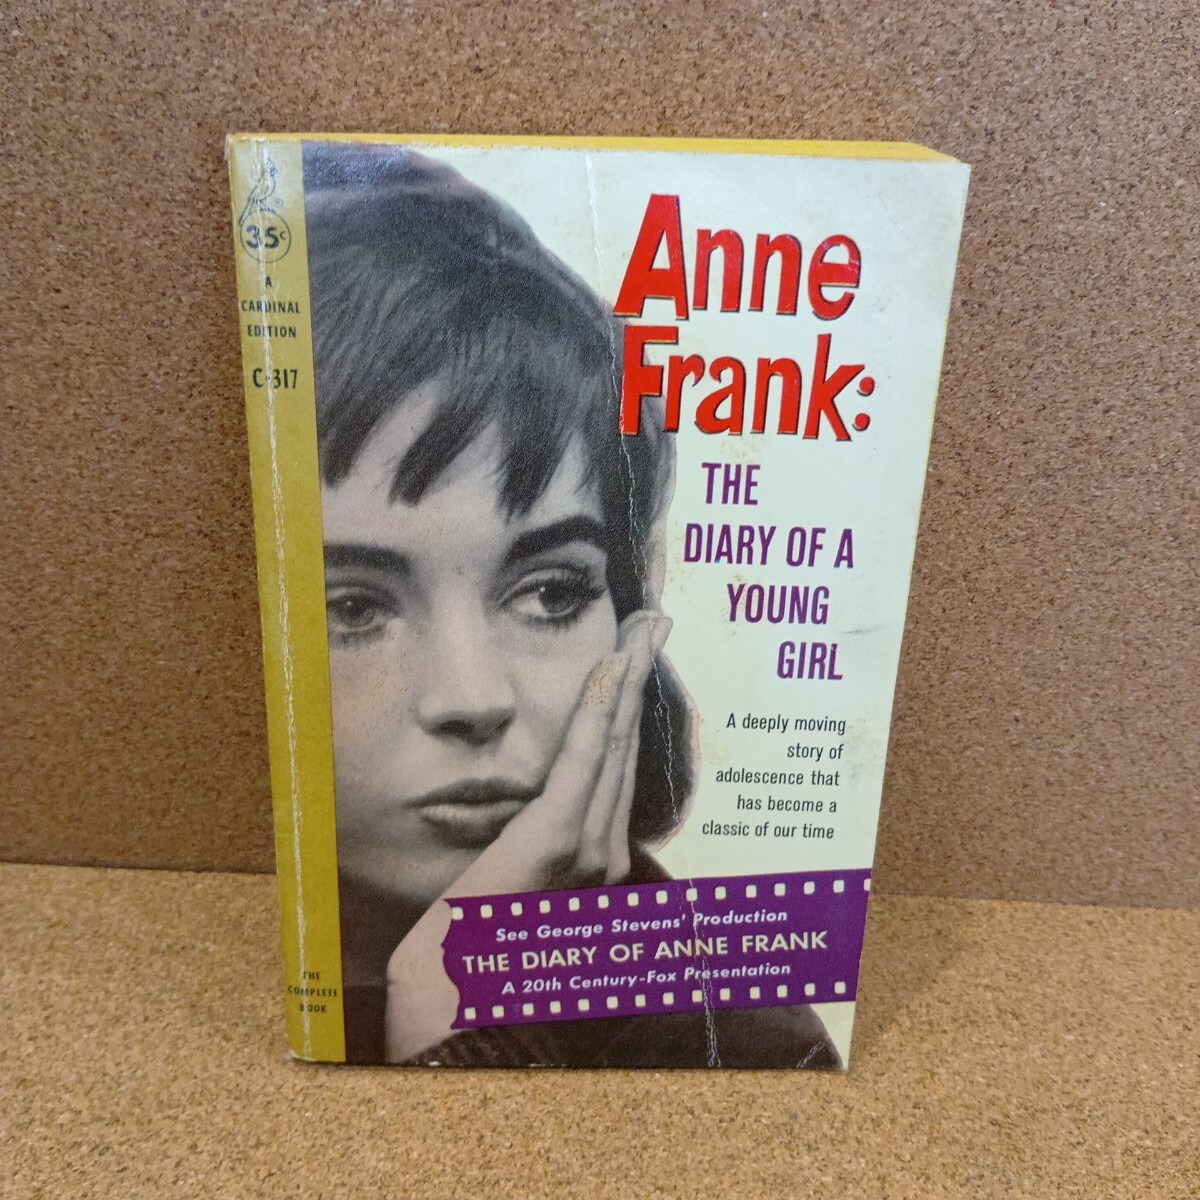 35¢
A
CARDINAL
EDITION
C-317
Anne
Frank:
THE
DIARY OF A
YOUNG
GIRL
A deeply moving
story of
adolescence that
has become a
classic of our time
See George Stevens' Production
THE DIARY OF ANNE FRANK
A 20th Century-Fox Presentation
THE
COMPLETE
BOOK